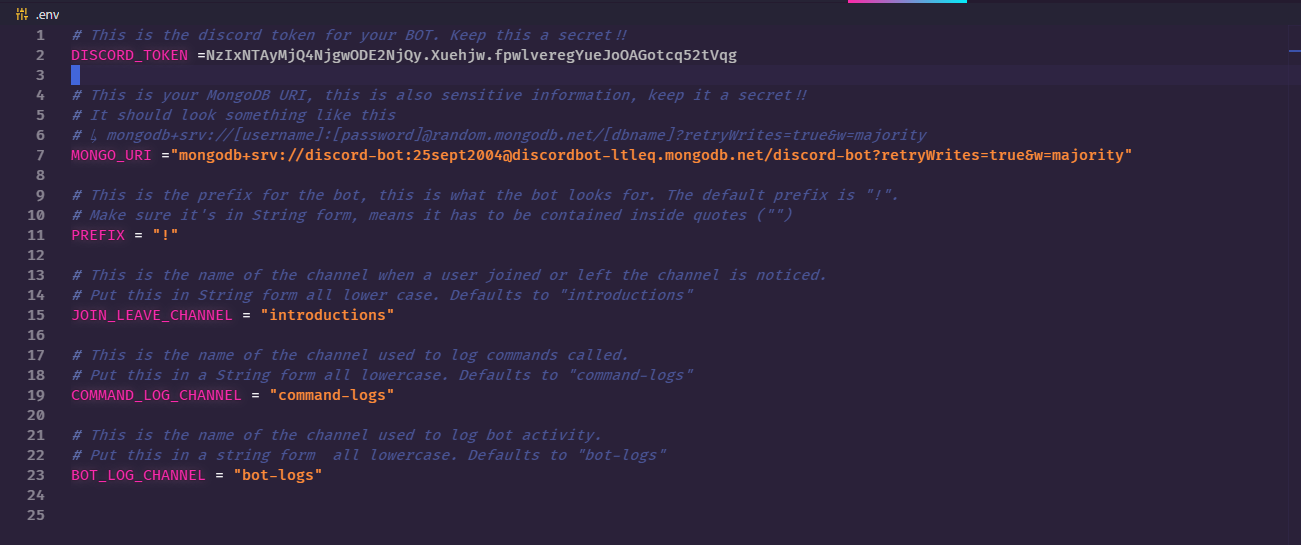 .env
1 # This is the discord token for your BOT. Keep this a secret!!
2 DISCORD_TOKEN =NzIxNTAyMjQ4NjgwODE2NjQy.Xuehjw.fpwlveregYueJoOAGotcq52tVqg
3
4 # This is your MongoDB URI, this is also sensitive information, keep it a secret!!
5 # It should look something like this
6 # ↳ mongodb+srv://[username]:[password]@random.mongodb.net/[dbname]?retryWrites=true&w=majority
7 MONGO_URI ="mongodb+srv://discord-bot:25sept2004@discordbot-ltleq.mongodb.net/discord-bot?retryWrites=true&w=majority"
8
9 # This is the prefix for the bot, this is what the bot looks for. The default prefix is "!".
10 # Make sure it's in String form, means it has to be contained inside quotes ("")
11 PREFIX = "!"
12
13 # This is the name of the channel when a user joined or left the channel is noticed.
14 # Put this in String form all lower case. Defaults to "introductions"
15 JOIN_LEAVE_CHANNEL = "introductions"
16
17 # This is the name of the channel used to log commands called.
18 # Put this in a String form all lowercase. Defaults to "command-logs"
19 COMMAND_LOG_CHANNEL = "command-logs"
20
21 # This is the name of the channel used to log bot activity.
22 # Put this in a string form  all lowercase. Defaults to "bot-logs"
23 BOT_LOG_CHANNEL = "bot-logs"
24
25